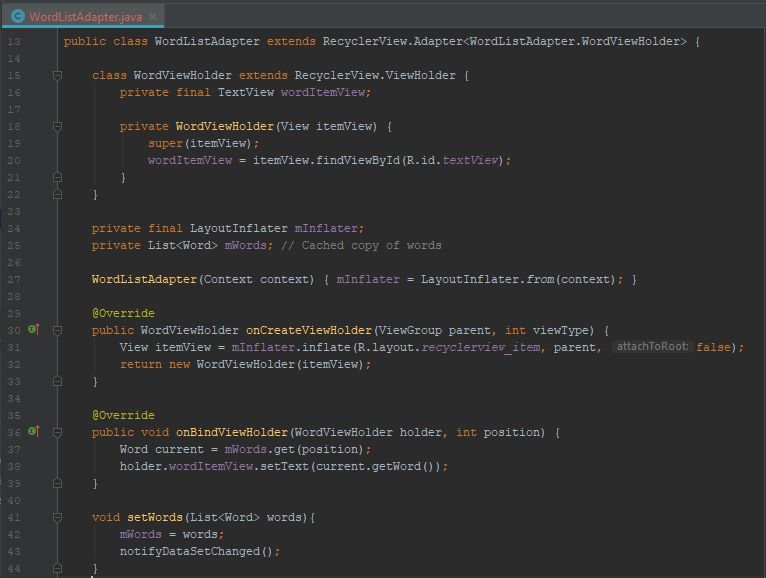 WordListAdapter.java
13 public class WordListAdapter extends RecyclerView.Adapter<WordListAdapter.WordViewHolder> {
14
15 class WordViewHolder extends RecyclerView.ViewHolder {
16 private final TextView wordItemView;
17
18 private WordViewHolder(View itemView) {
19 super(itemView);
20 wordItemView = itemView.findViewById(R.id.textView);
21 }
22 }
23
24 private final LayoutInflater mInflater;
25 private List<Word> mWords; // Cached copy of words
26
27 WordListAdapter(Context context) { mInflater = LayoutInflater.from(context); }
28
29 @Override
30 public WordViewHolder onCreateViewHolder(ViewGroup parent, int viewType) {
31 View itemView = mInflater.inflate(R.layout.recyclerview_item, parent, attachToRoot: false);
32 return new WordViewHolder(itemView);
33 }
34
35 @Override
36 public void onBindViewHolder(WordViewHolder holder, int position) {
37 Word current = mWords.get(position);
38 holder.wordItemView.setText(current.getWord());
39 }
40
41 void setWords(List<Word> words){
42 mWords = words;
43 notifyDataSetChanged();
44 }